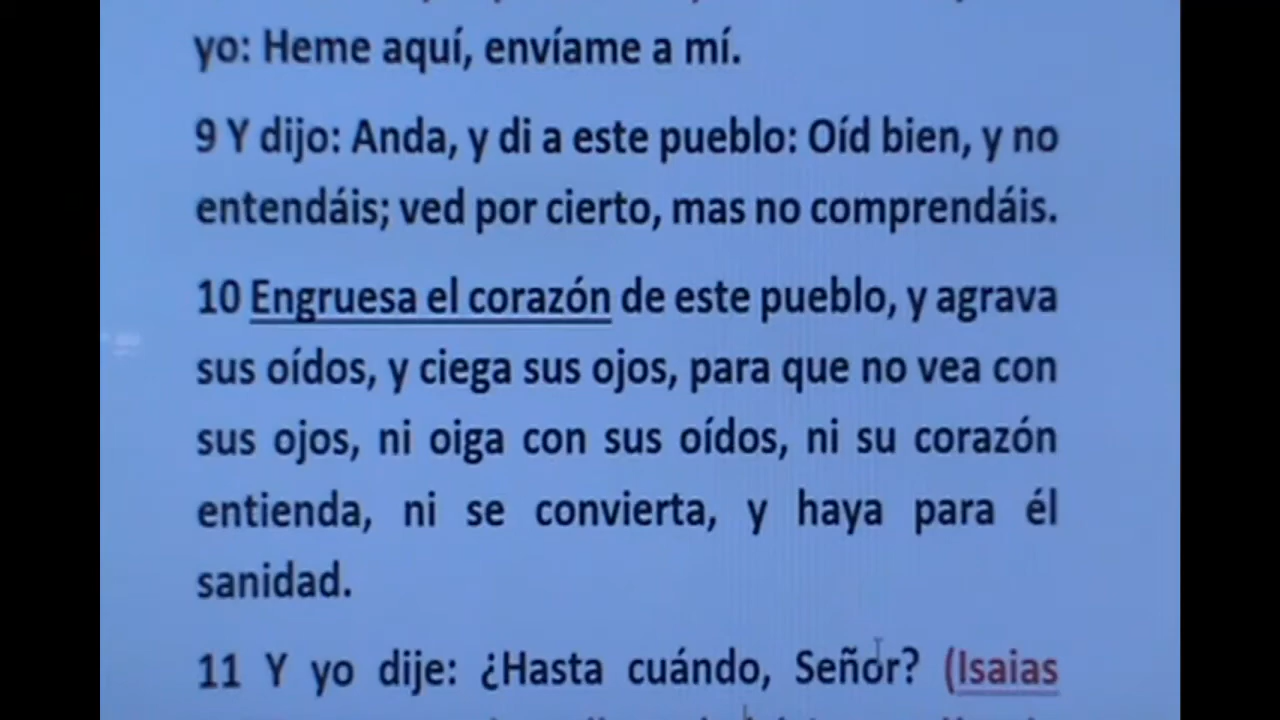 yo: Heme aquí, envíame a mí.
9 Y dijo: Anda, y di a este pueblo: Oíd bien, y no
entendáis; ved por cierto, mas no comprendáis.
10 Engruesa el corazón de este pueblo, y agrava
sus oídos, y ciega sus ojos, para que no vea con
sus ojos, ni oiga con sus oídos, ni su corazón
entienda, ni se convierta, y haya para él
sanidad.
11 Y yo dije: ¿Hasta cuándo, Señor? (Isaias